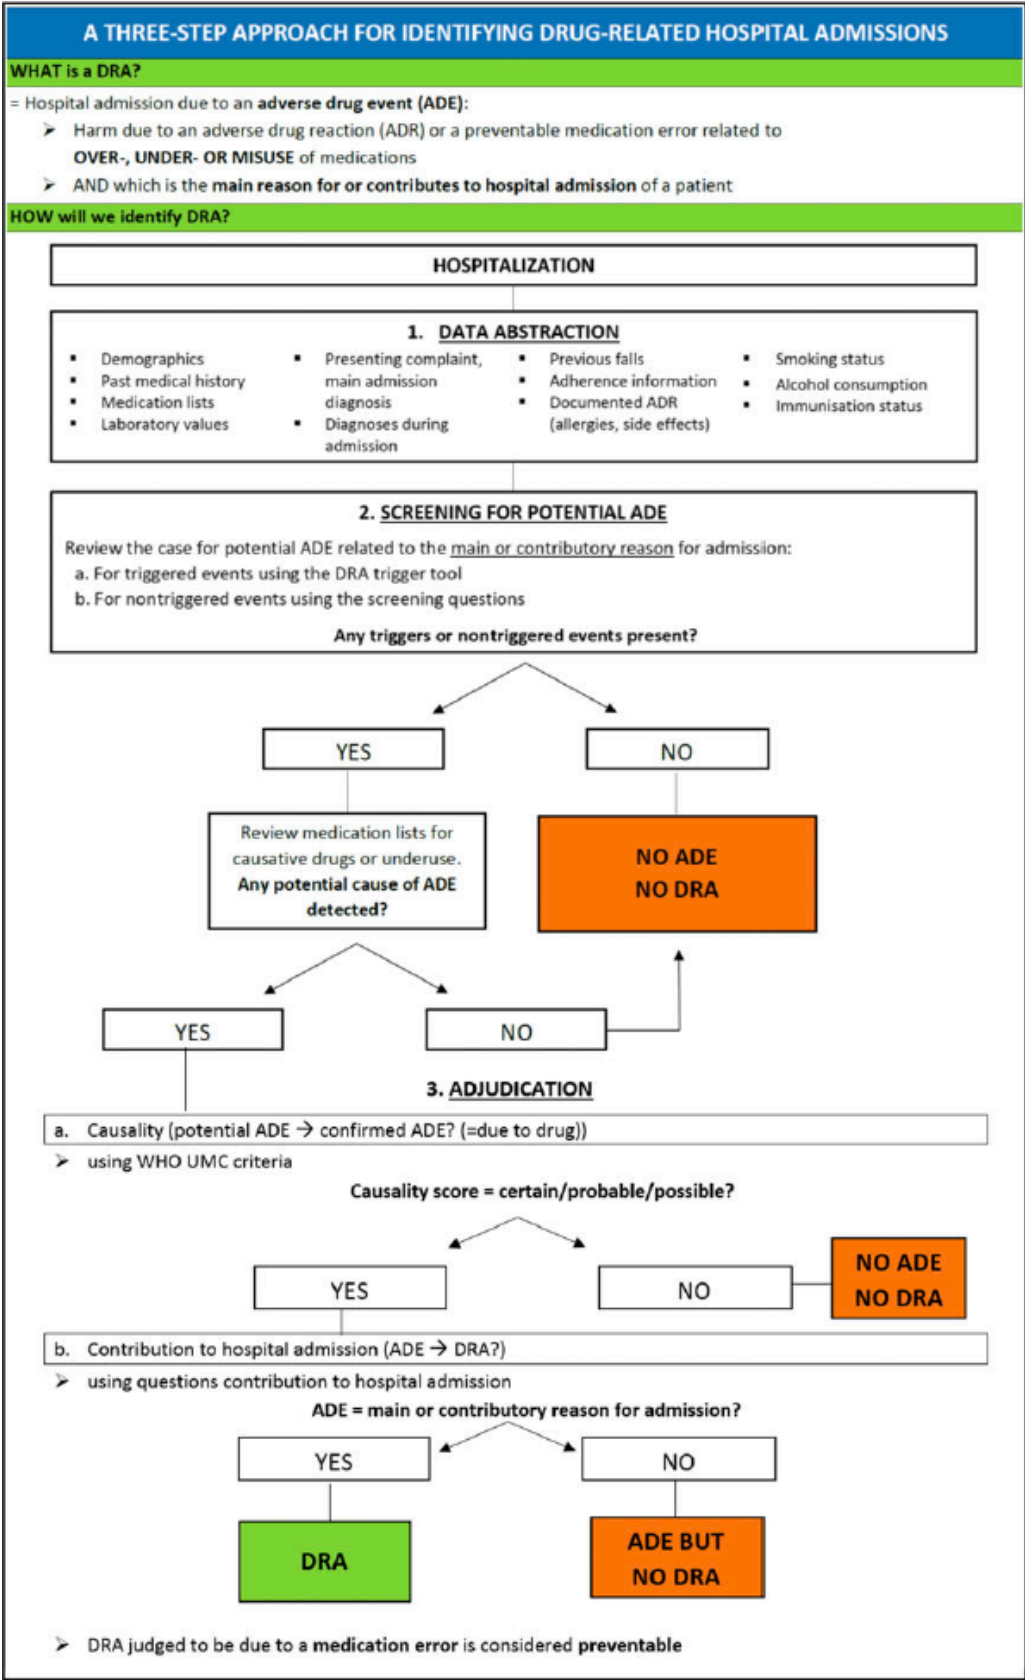 A THREE-STEP APPROACH FOR IDENTIFYING DRUG-RELATED HOSPITAL ADMISSIONS
WHAT is a DRA?
= Hospital admission due to an adverse drug event (ADE):
➢ Harm due to an adverse drug reaction (ADR) or a preventable medication error related to
OVER-, UNDER- OR MISUSE of medications
➢ AND which is the main reason for or contributes to hospital admission of a patient
HOW will we identify DRA?
HOSPITALIZATION
1. DATA ABSTRACTION
▪ Demographics
▪ Past medical history
▪ Medication lists
▪ Laboratory values
▪ Presenting complaint,
main admission
diagnosis
▪ Diagnoses during
admission
▪ Previous falls
▪ Adherence information
▪ Documented ADR
(allergies, side effects)
▪ Smoking status
▪ Alcohol consumption
▪ Immunisation status
2. SCREENING FOR POTENTIAL ADE
Review the case for potential ADE related to the main or contributory reason for admission:
a. For triggered events using the DRA trigger tool
b. For nontriggered events using the screening questions
Any triggers or nontriggered events present?
YES
NO
Review medication lists for
causative drugs or underuse.
Any potential cause of ADE
detected?
NO ADE
NO DRA
YES
NO
3. ADJUDICATION
a. Causality (potential ADE → confirmed ADE? (=due to drug))
➢ using WHO UMC criteria
Causality score = certain/probable/possible?
YES
NO
NO ADE
NO DRA
b. Contribution to hospital admission (ADE → DRA?)
➢ using questions contribution to hospital admission
ADE = main or contributory reason for admission?
YES
NO
DRA
ADE BUT
NO DRA
➢ DRA judged to be due to a medication error is considered preventable